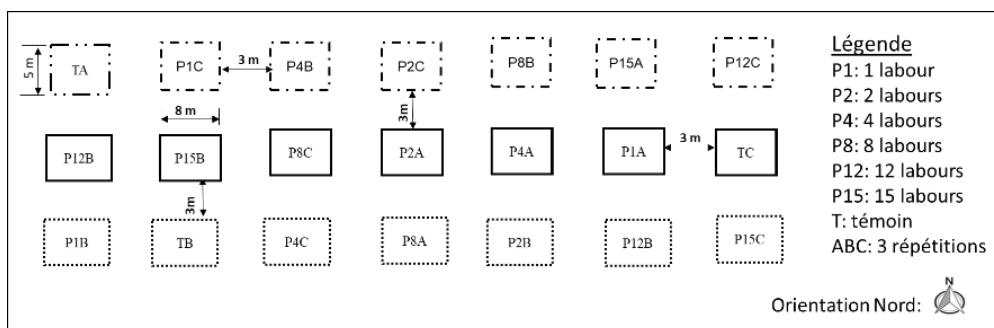 TA
P1C
P4B
P2C
P8B
P15A
P12C
5 m
3 m
3m
8 m
P12B
P15B
P8C
P2A
P4A
P1A
3 m
TC
3m
P1B
TB
P4C
P8A
P2B
P12B
P15C
Légende
P1: 1 labour
P2: 2 labours
P4: 4 labours
P8: 8 labours
P12: 12 labours
P15: 15 labours
T: témoin
ABC: 3 répétitions
Orientation Nord:
N